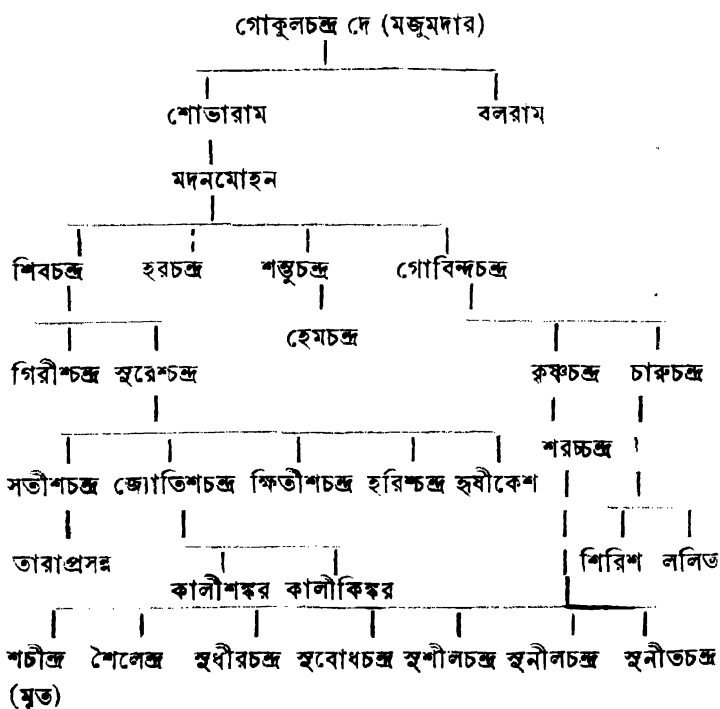 গোকুলচন্দ্র দে (মজুমদার)
শোভারাম বলরাম
মদনমোহন
শিবচন্দ্র হরচন্দ্র শম্ভুচন্দ্র গোবিন্দচন্দ্র
হেমচন্দ্র
গিরীশচন্দ্র সুরেশচন্দ্র কৃষ্ণচন্দ্র চারুচন্দ্র
শরচ্চন্দ্র
সতীশচন্দ্র জ্যোতিশচন্দ্র ক্ষিতীশচন্দ্র হরিশ্চন্দ্র হৃষীকেশ
তারাপ্রসন্ন শিরিশ ললিত
কালীশঙ্কর কালীকিঙ্কর
শচীন্দ্র শৈলেন্দ্র সুধীরচন্দ্র সুবোধচন্দ্র সুশীলচন্দ্র সুনীলচন্দ্র সুনীতচন্দ্র
(মৃত)